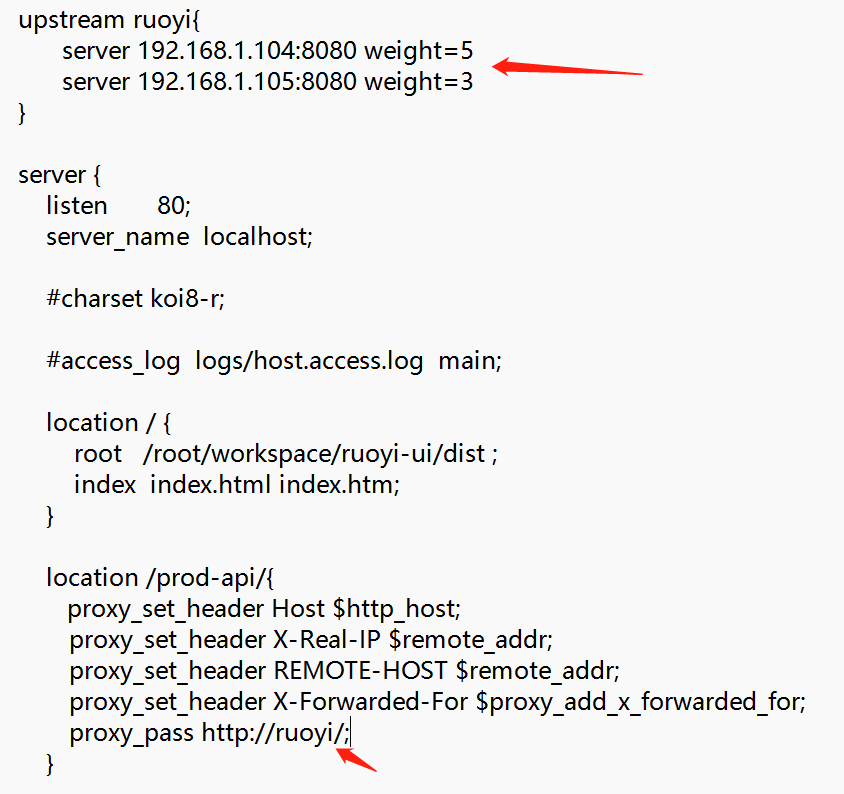 upstream ruoyi{
server 192.168.1.104:8080 weight=5
server 192.168.1.105:8080 weight=3
}
server {
listen 80;
server_name localhost;
#charset koi8-r;
#access_log logs/host.access.log main;
location / {
root /root/workspace/ruoyi-ui/dist ;
index index.html index.htm;
}
location /prod-api/{
proxy_set_header Host $http_host;
proxy_set_header X-Real-IP $remote_addr;
proxy_set_header REMOTE-HOST $remote_addr;
proxy_set_header X-Forwarded-For $proxy_add_x_forwarded_for;
proxy_pass http://ruoyi/;
}